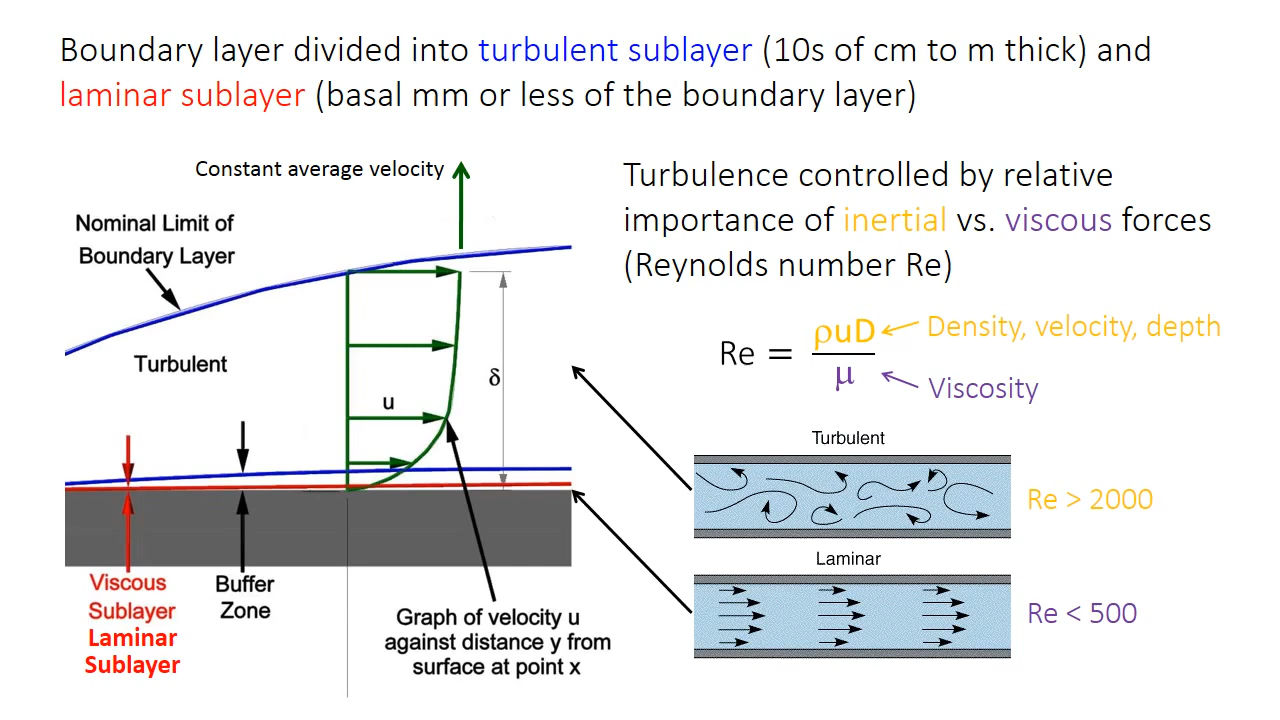 Boundary layer divided into turbulent sublayer (10s of cm to m thick) and
laminar sublayer (basal mm or less of the boundary layer)
Constant average velocity
Nominal Limit of
Boundary Layer
Turbulent
u
δ
Viscous
Sublayer
Laminar
Sublayer
Buffer
Zone
Graph of velocity u
against distance y from
surface at point x
Turbulence controlled by relative
importance of inertial vs. viscous forces
(Reynolds number Re)
Re = ρuD / μ
Density, velocity, depth
Viscosity
Turbulent
Re > 2000
Laminar
Re < 500